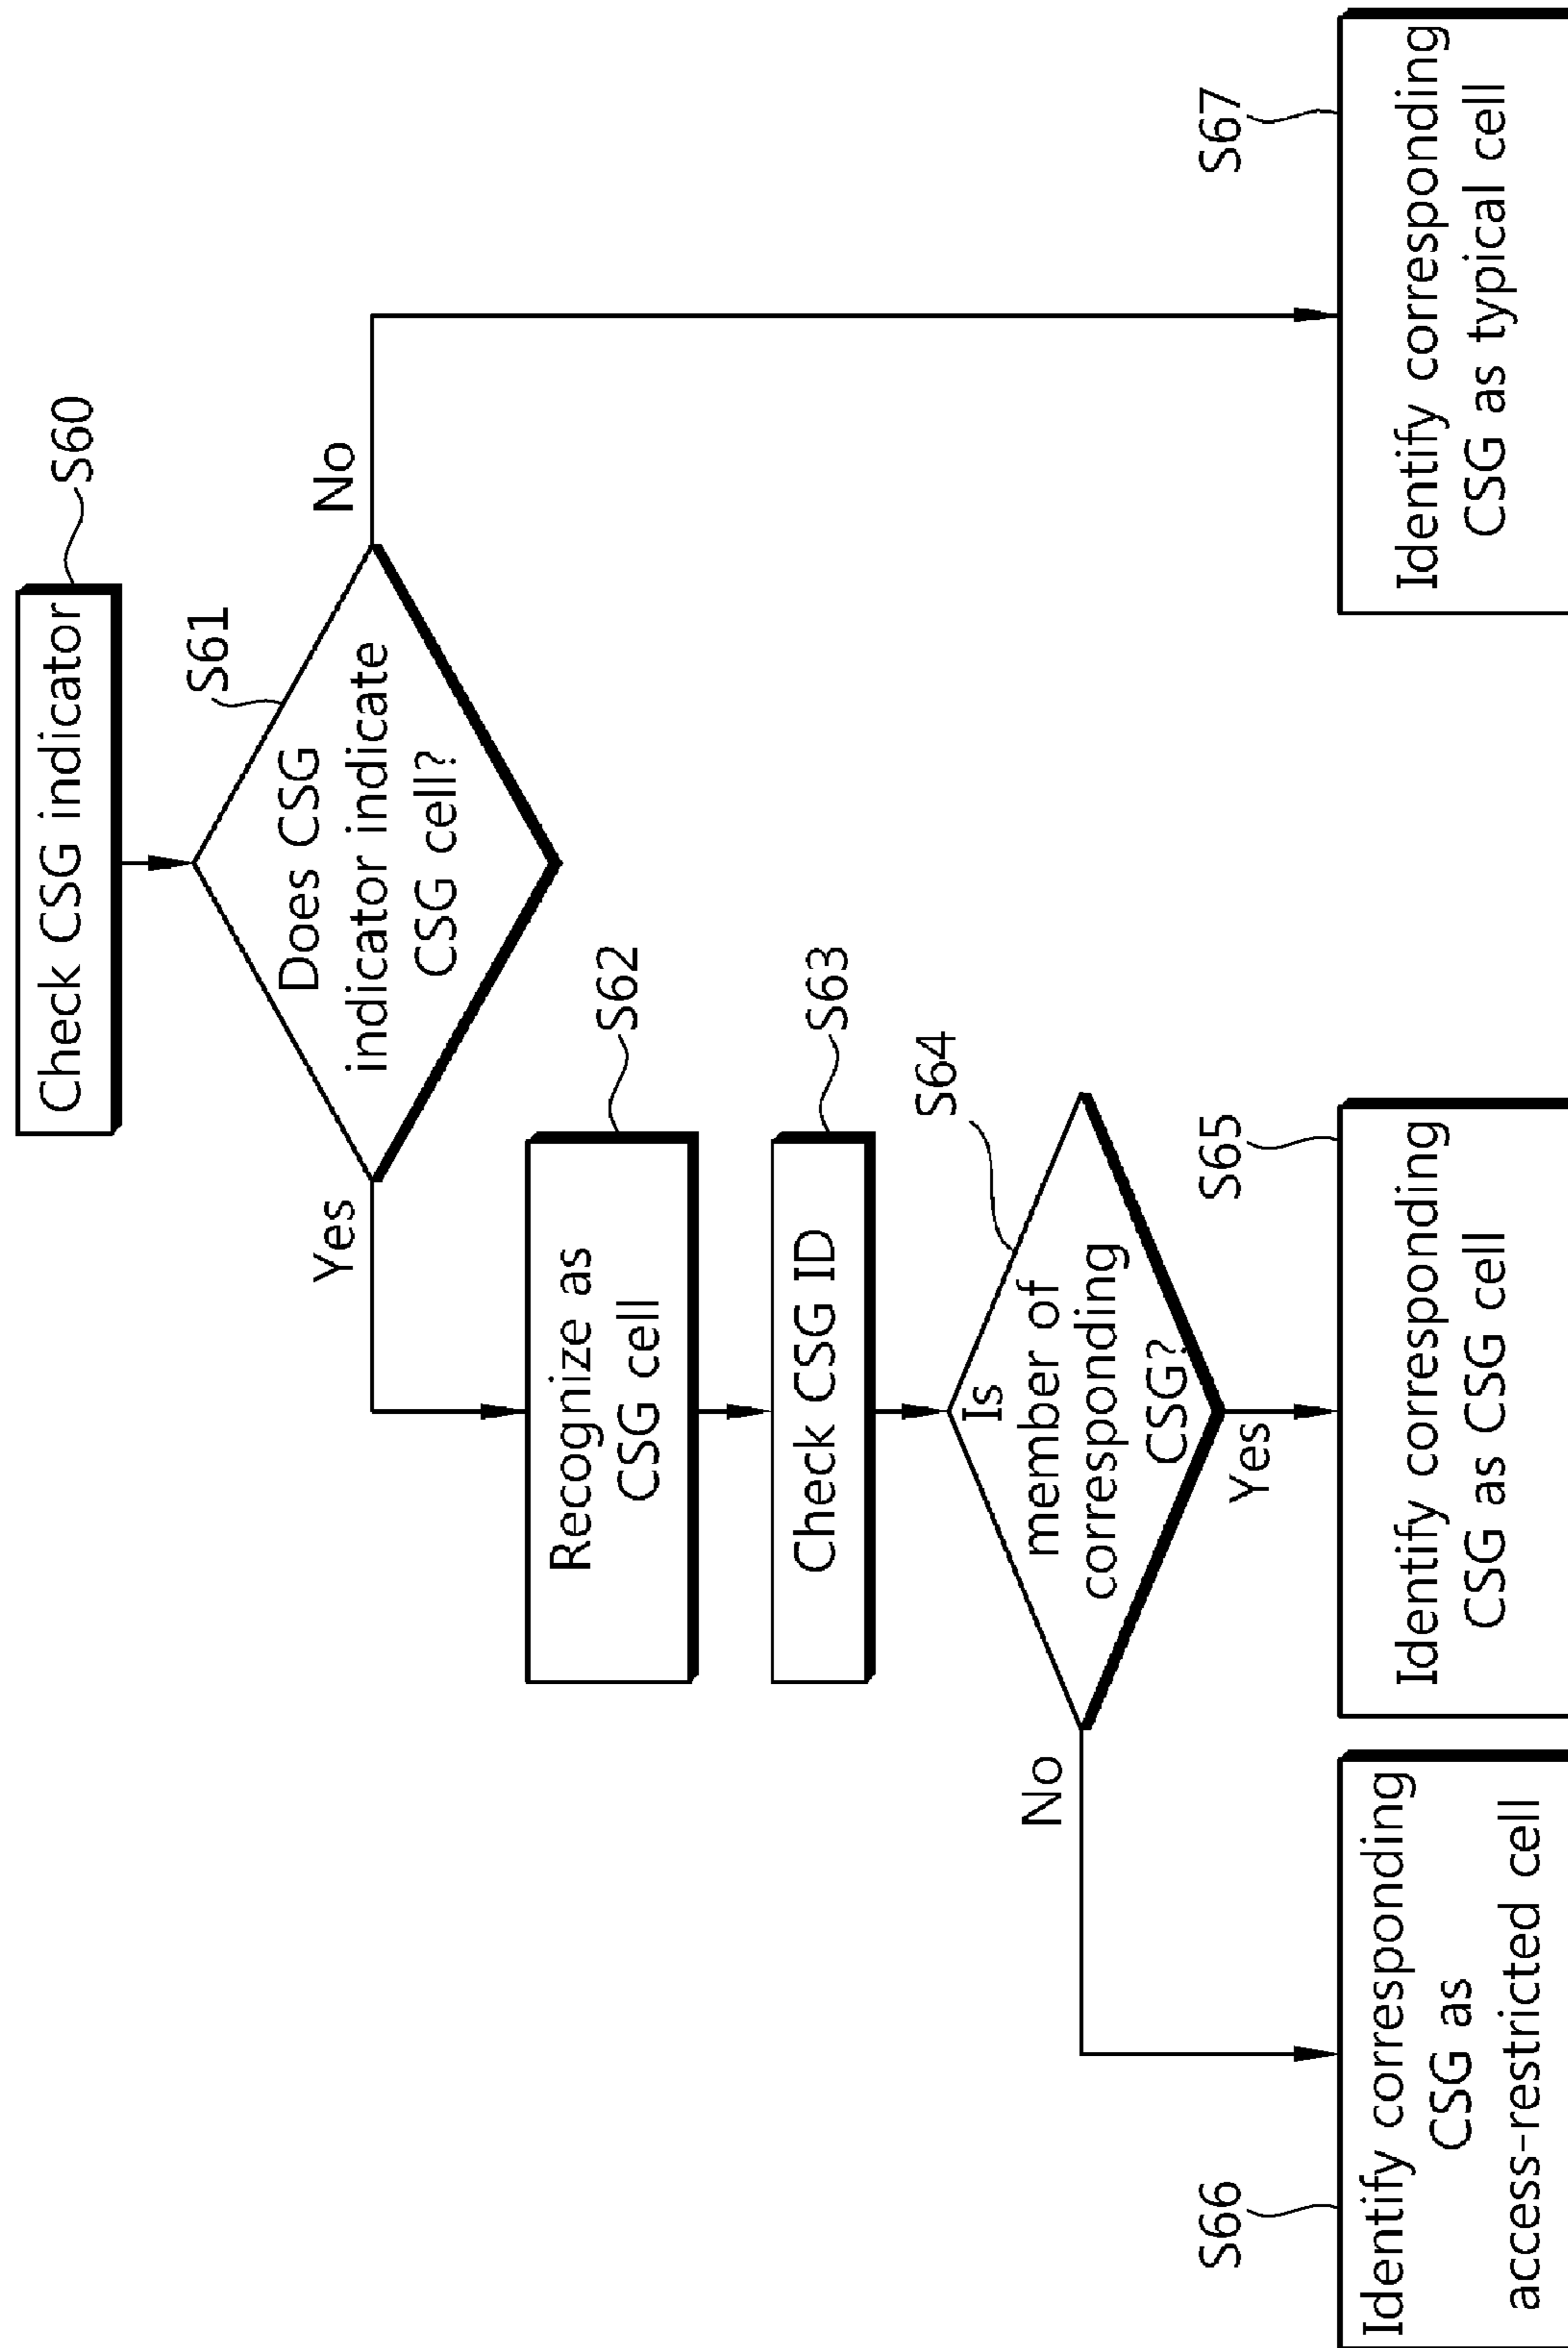 Check CSG indicator
S60
Does CSG
indicator indicate
CSG cell?
S61
Yes
No
Recognize as
CSG cell
S62
Check CSG ID
S63
Is
member of
corresponding
CSG?
S64
No
Yes
Identify corresponding
CSG as
access-restricted cell
S66
Identify corresponding
CSG as CSG cell
S65
Identify corresponding
CSG as typical cell
S67